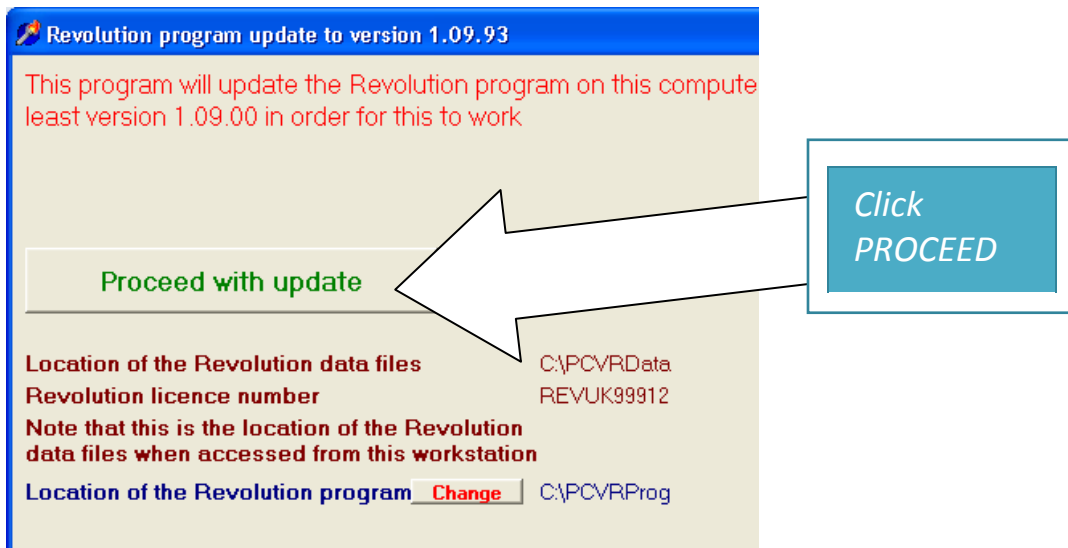 Revolution program update to version 1.09.93
This program will update the Revolution program on this compute
least version 1.09.00 in order for this to work
Click
PROCEED
Proceed with update
Location of the Revolution data files C:\PCVRData
Revolution licence number REVUK99912
Note that this is the location of the Revolution
data files when accessed from this workstation
Location of the Revolution program Change C:\PCVRProg